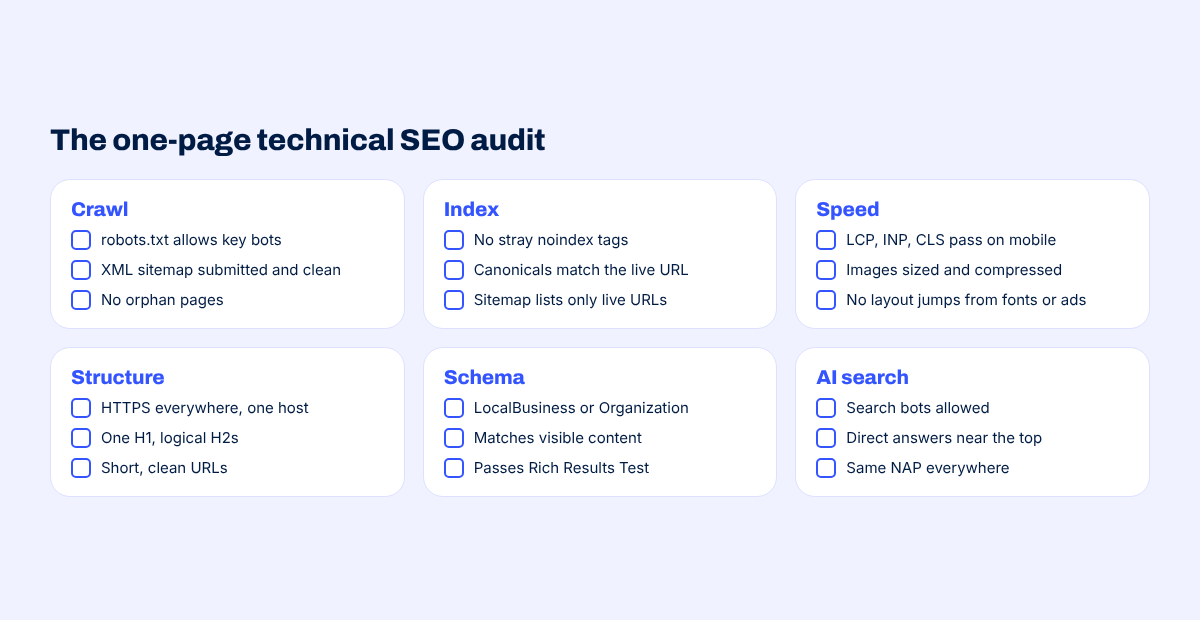 The one-page technical SEO audit
Crawl
robots.txt allows key bots
XML sitemap submitted and clean
No orphan pages
Index
No stray noindex tags
Canonicals match the live URL
Sitemap lists only live URLs
Speed
LCP, INP, CLS pass on mobile
Images sized and compressed
No layout jumps from fonts or ads
Structure
HTTPS everywhere, one host
One H1, logical H2s
Short, clean URLs
Schema
LocalBusiness or Organization
Matches visible content
Passes Rich Results Test
AI search
Search bots allowed
Direct answers near the top
Same NAP everywhere